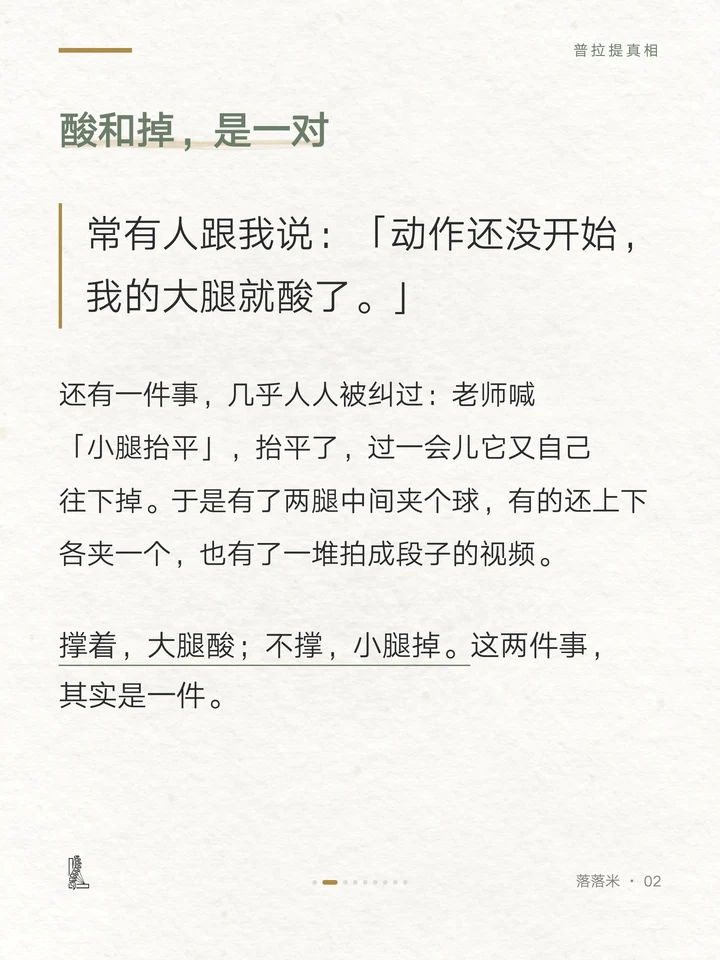 普拉提真相
酸和掉，是一对
常有人跟我说：「动作还没开始，
我的大腿就酸了。」
还有一件事，几乎人人被纠过：老师喊
「小腿抬平」，抬平了，过一会儿它又自己
往下掉。于是有了两腿中间夹个球，有的还上下
各夹一个，也有了一堆拍成段子的视频。
撑着，大腿酸；不撑，小腿掉。这两件事，
其实是一件。
落落米 · 02